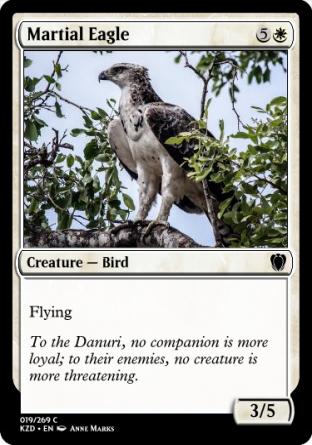 Martial Eagle 5
Creature — Bird
Flying
To the Danuri, no companion is more
loyal; to their enemies, no creature is
more threatening.
3/5
019/269 C
KZD • EN ANNE MARKS